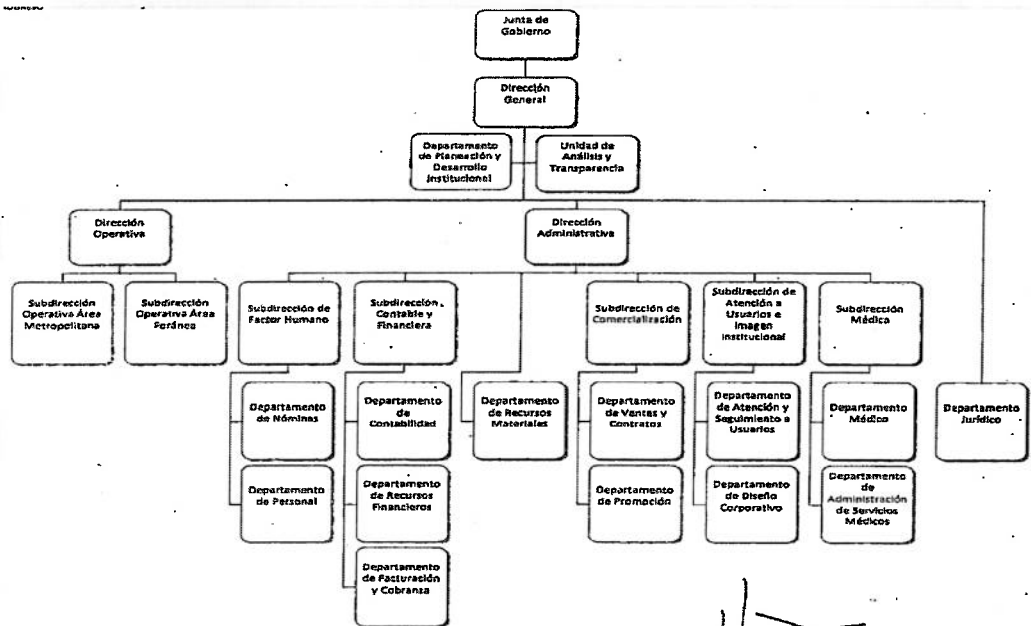 Junta de
Gobierno
Dirección
General
Departamento
de Planeación y
Desarrollo
Institucional
Unidad de
Análisis y
Transparencia
Dirección
Operativa
Dirección
Administrativa
Subdirección
Operativa Área
Metropolitana
Subdirección
Operativa Área
Foránea
Subdirección de
Factor Humano
Subdirección
Contable y
Financiera
Subdirección de
Comercialización
Subdirección de
Atención a
Usuarios e
Imagen
Institucional
Subdirección
Médica
Departamento
de Nóminas
Departamento
de
Contabilidad
Departamento
de Recursos
Materiales
Departamento
de Ventas y
Contratos
Departamento
de Atención y
Seguimiento a
Usuarios
Departamento
Médico
Departamento
Jurídico
Departamento
de Personal
Departamento
de Recursos
Financieros
Departamento
de Promoción
Departamento
de Diseño
Corporativo
Departamento
de
Administración
de Servicios
Médicos
Departamento
de Facturación
y Cobranza